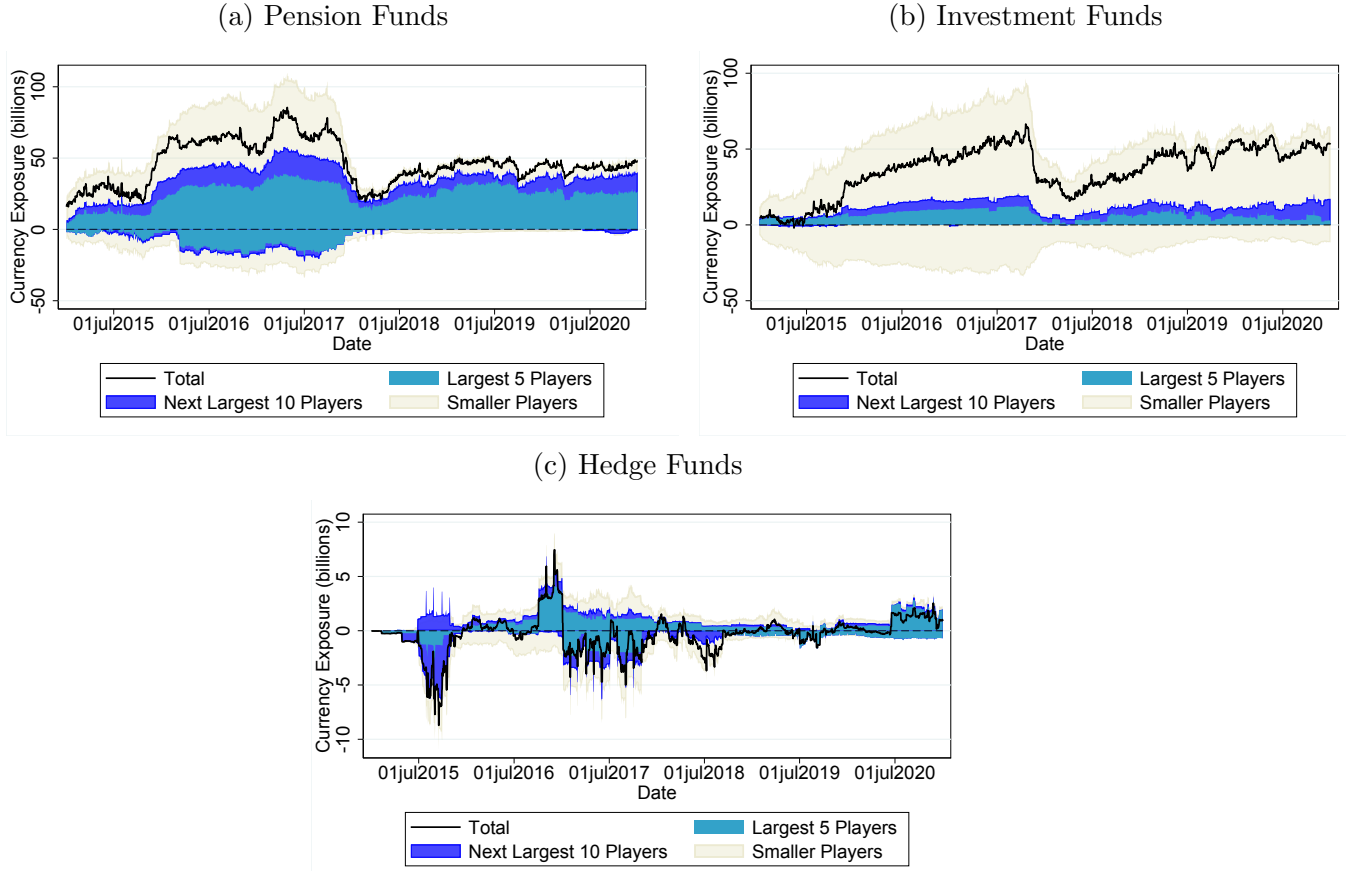 (a) Pension Funds
Currency Exposure (billions)
100
50
0
-50
01jul2015 01jul2016 01jul2017 01jul2018 01jul2019 01jul2020
Date
Total Largest 5 Players
Next Largest 10 Players Smaller Players
(b) Investment Funds
Currency Exposure (billions)
100
50
0
-50
01jul2015 01jul2016 01jul2017 01jul2018 01jul2019 01jul2020
Date
Total Largest 5 Players
Next Largest 10 Players Smaller Players
(c) Hedge Funds
Currency Exposure (billions)
10
5
0
-5
-10
01jul2015 01jul2016 01jul2017 01jul2018 01jul2019 01jul2020
Date
Total Largest 5 Players
Next Largest 10 Players Smaller Players